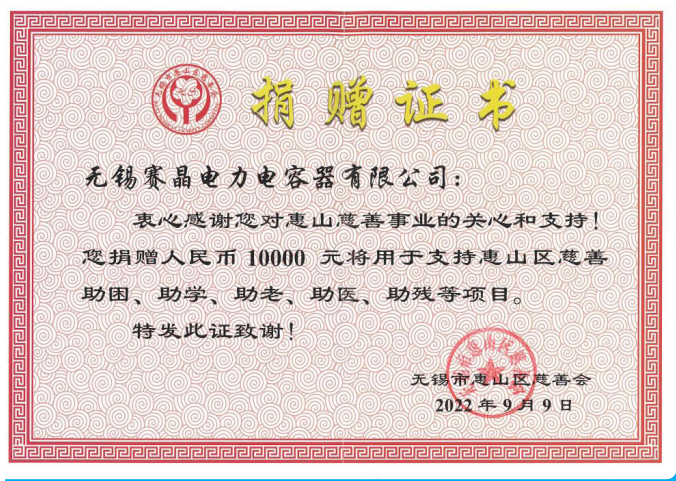 捐赠证书
无锡赛晶电力电容器有限公司：
衷心感谢您对惠山慈善事业的关心和支持！
您捐赠人民币 10000 元将用于支持惠山区慈善
助困、助学、助老、助医、助残等项目。
特发此证致谢！
无锡市惠山区慈善会
2022 年 9 月 9 日